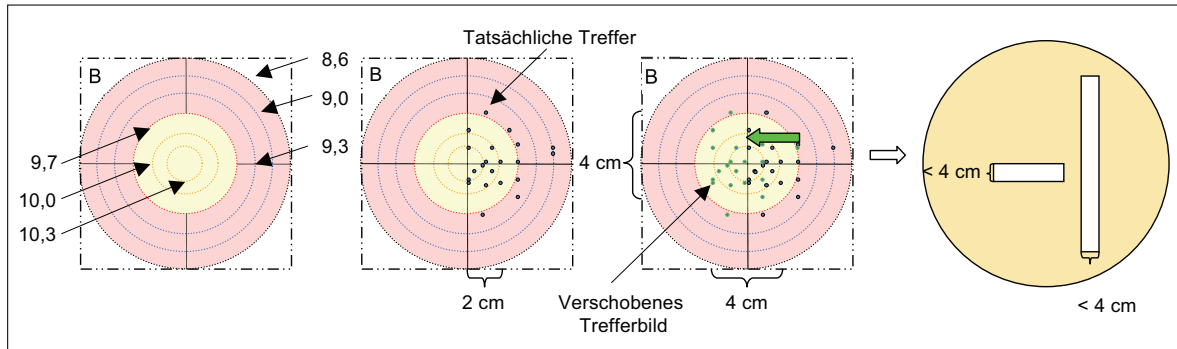 Tatsächliche Treffer
B
8,6
9,0
9,3
9,7
10,0
10,3
B
2 cm
B
4 cm
4 cm
Verschobenes
Trefferbild
< 4 cm
< 4 cm